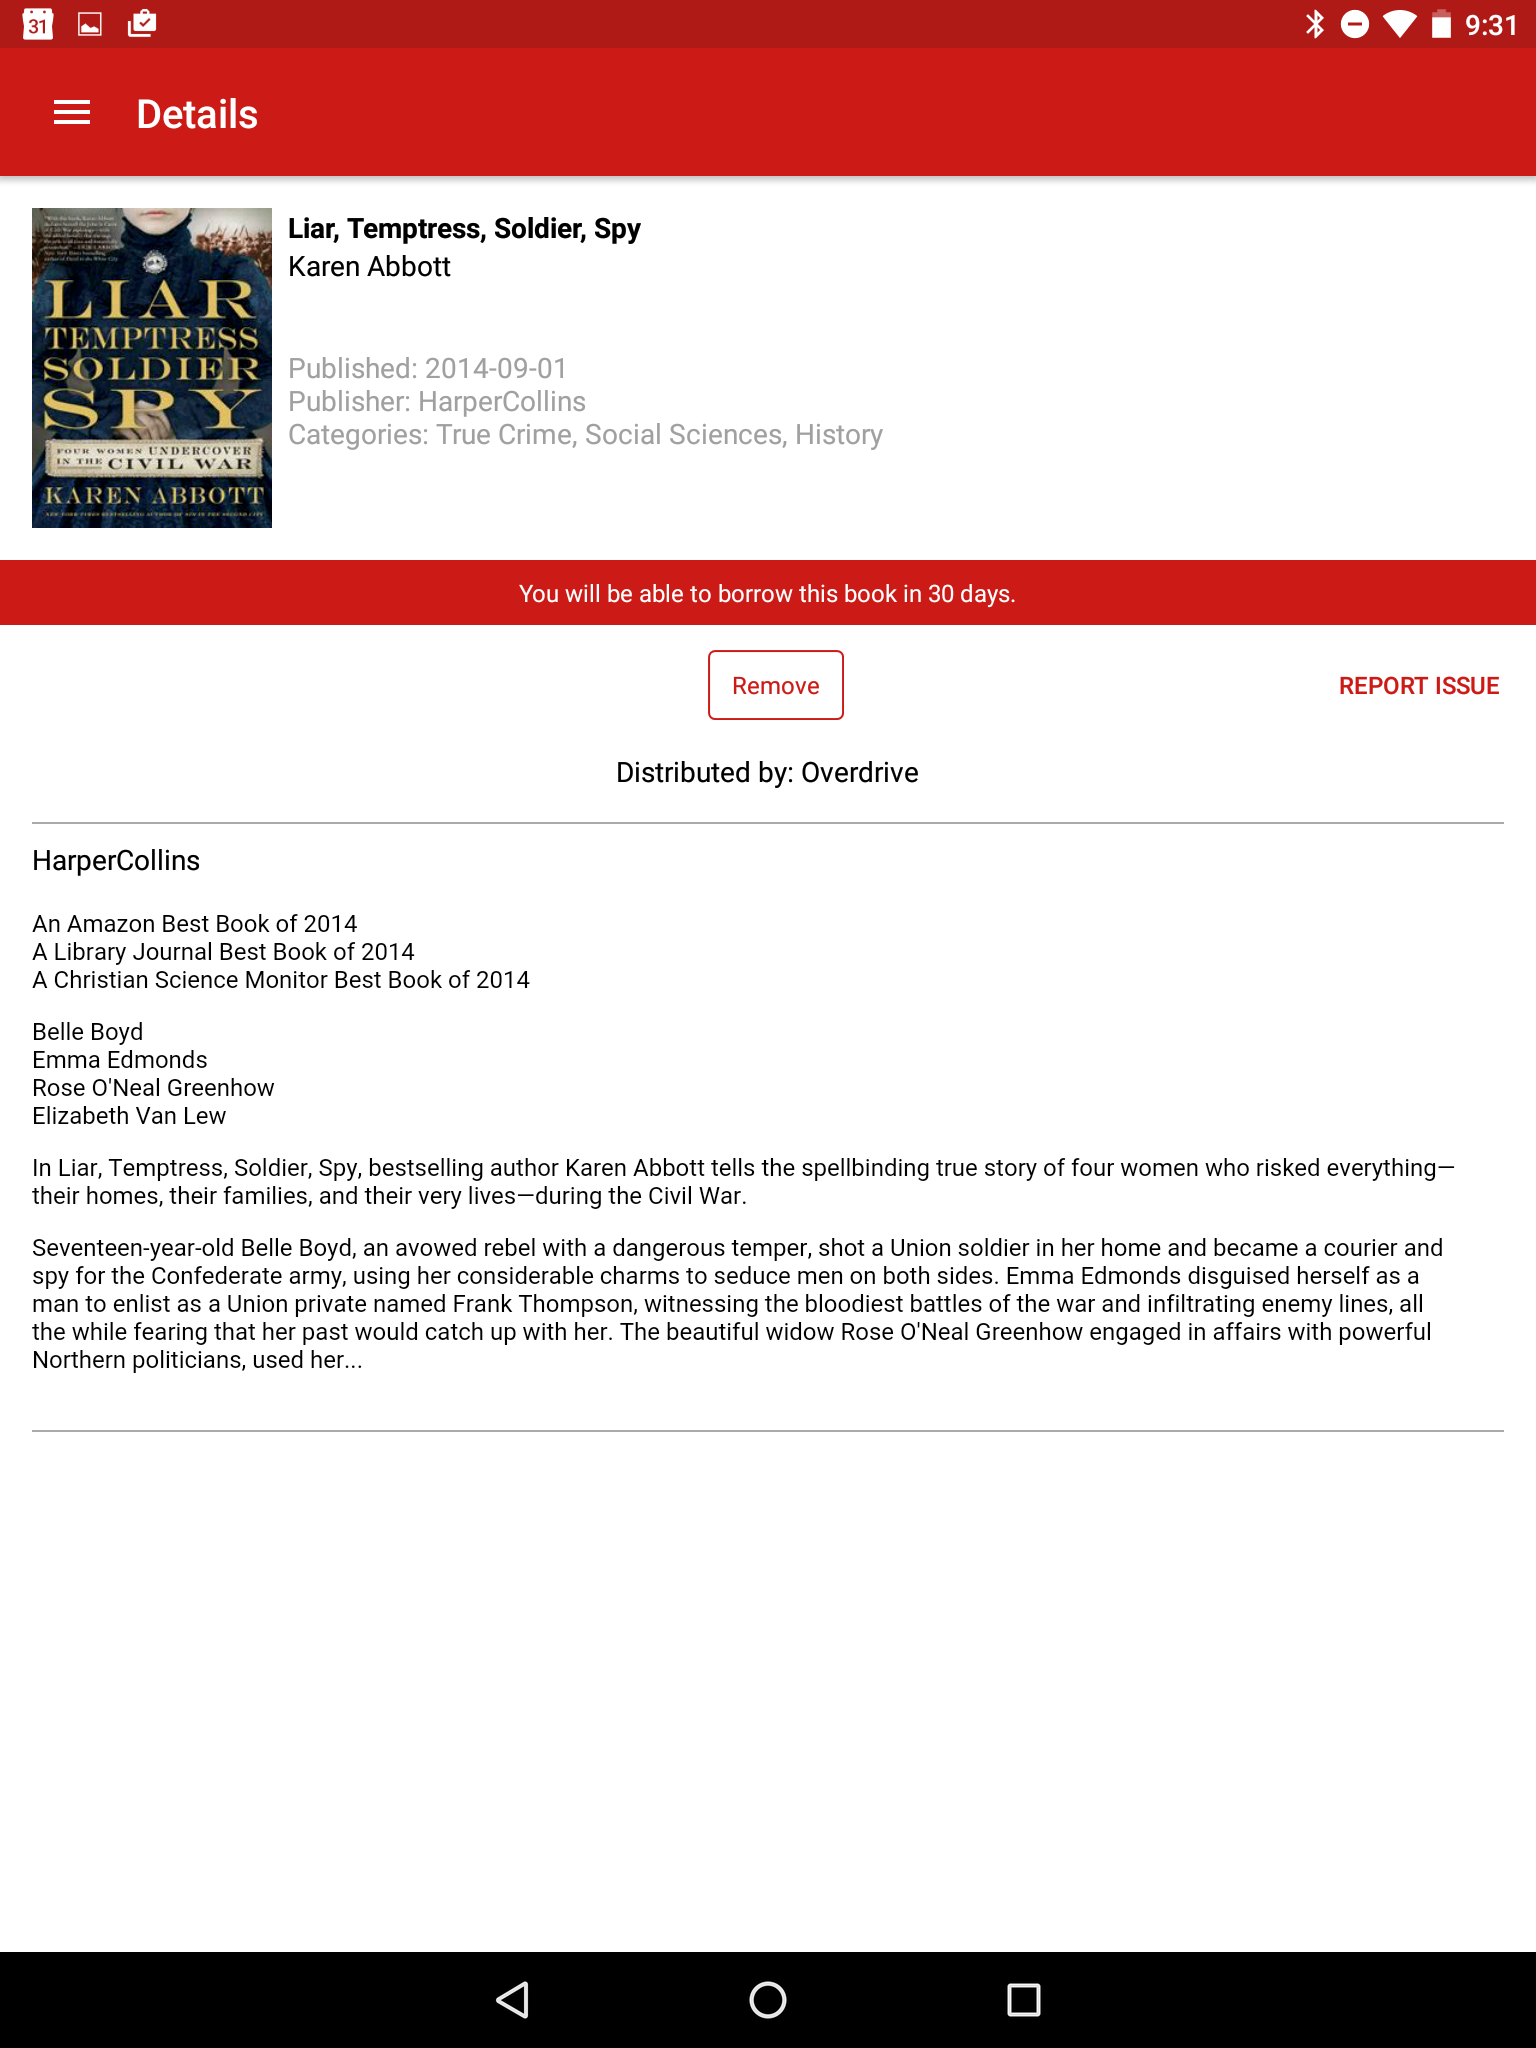 31
9:31
Details
LIAR
TEMPTRESS
SOLDIER
SPY
FOUR WOMEN UNDERCOVER
IN THE CIVIL WAR
KAREN ABBOTT
Liar, Temptress, Soldier, Spy
Karen Abbott
Published: 2014-09-01
Publisher: HarperCollins
Categories: True Crime, Social Sciences, History
You will be able to borrow this book in 30 days.
Remove
REPORT ISSUE
Distributed by: Overdrive
HarperCollins
An Amazon Best Book of 2014
A Library Journal Best Book of 2014
A Christian Science Monitor Best Book of 2014
Belle Boyd
Emma Edmonds
Rose O'Neal Greenhow
Elizabeth Van Lew
In Liar, Temptress, Soldier, Spy, bestselling author Karen Abbott tells the spellbinding true story of four women who risked everything—
their homes, their families, and their very lives—during the Civil War.
Seventeen-year-old Belle Boyd, an avowed rebel with a dangerous temper, shot a Union soldier in her home and became a courier and
spy for the Confederate army, using her considerable charms to seduce men on both sides. Emma Edmonds disguised herself as a
man to enlist as a Union private named Frank Thompson, witnessing the bloodiest battles of the war and infiltrating enemy lines, all
the while fearing that her past would catch up with her. The beautiful widow Rose O'Neal Greenhow engaged in affairs with powerful
Northern politicians, used her...